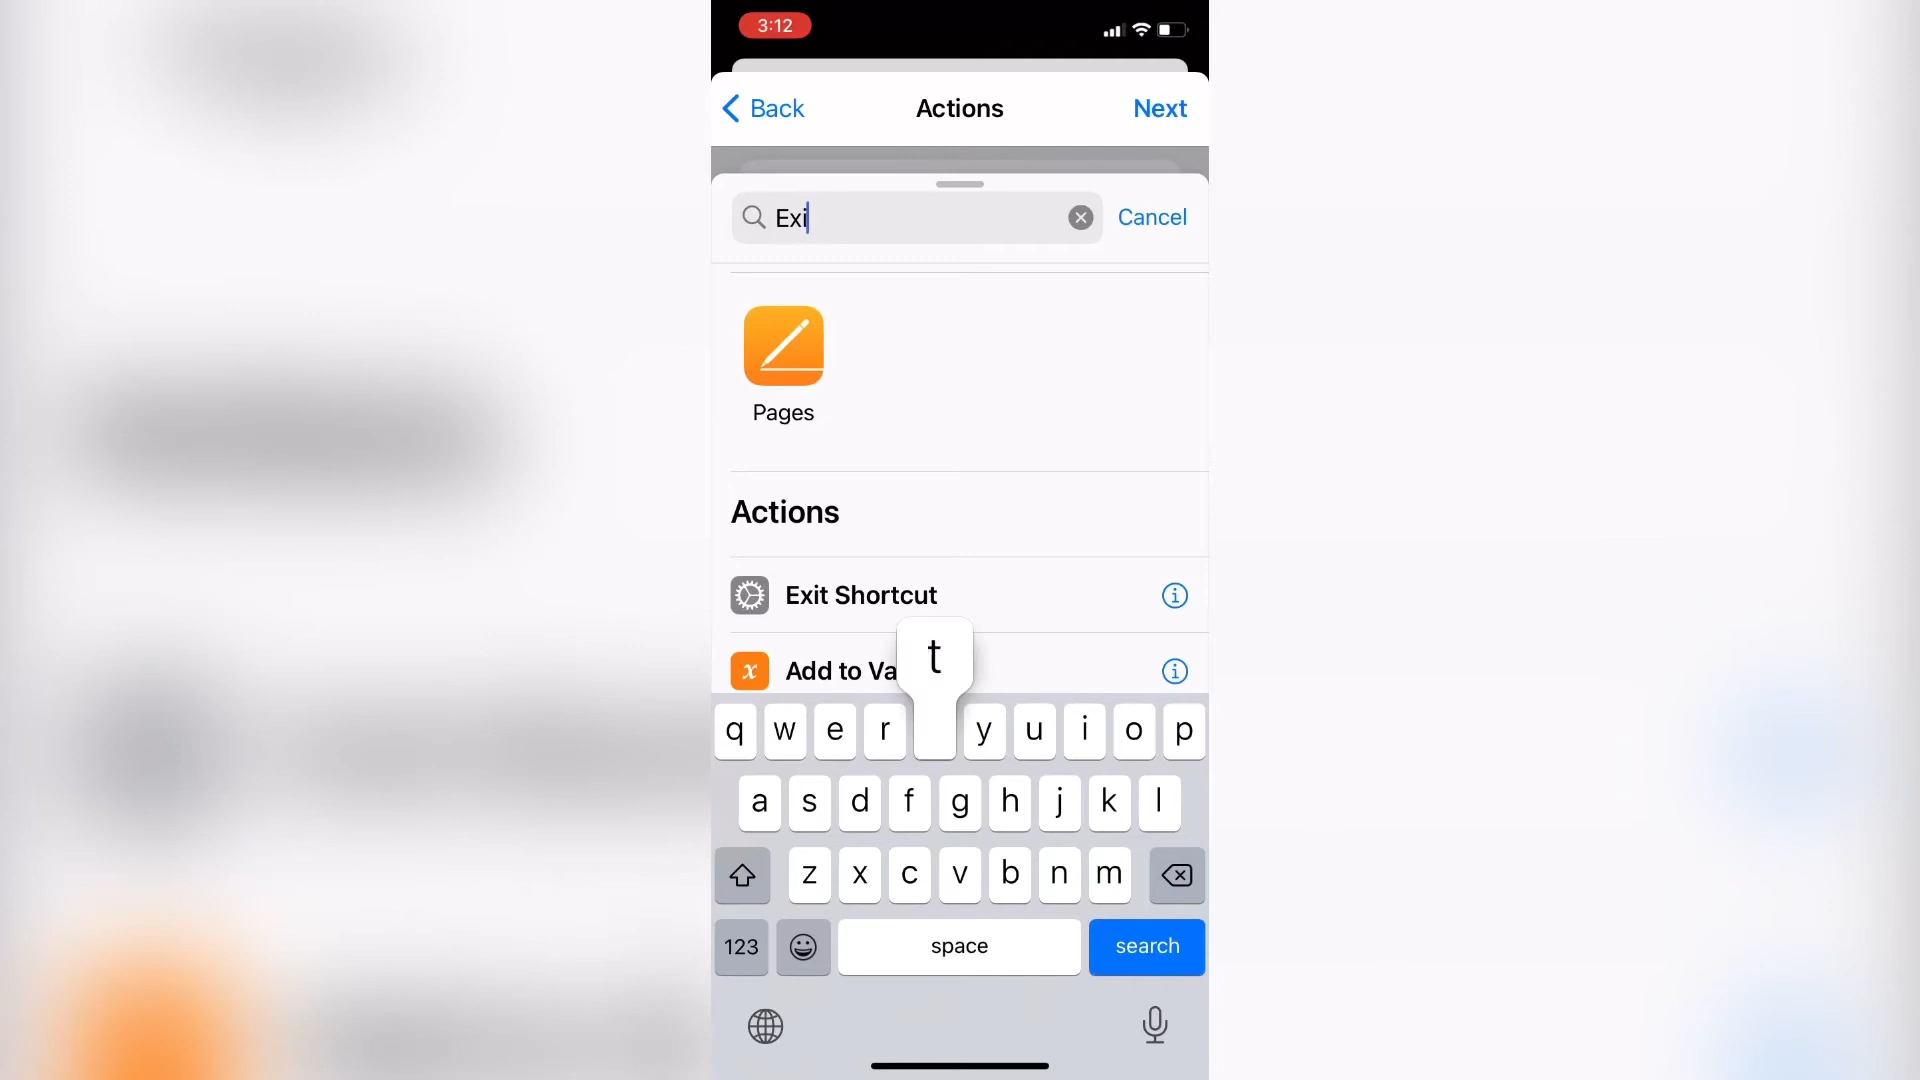 3:12
Back Actions Next
Exi Cancel
Pages
Actions
Exit Shortcut
Add to Va
t
q w e r y u i o p
a s d f g h j k l
z x c v b n m
123 space search